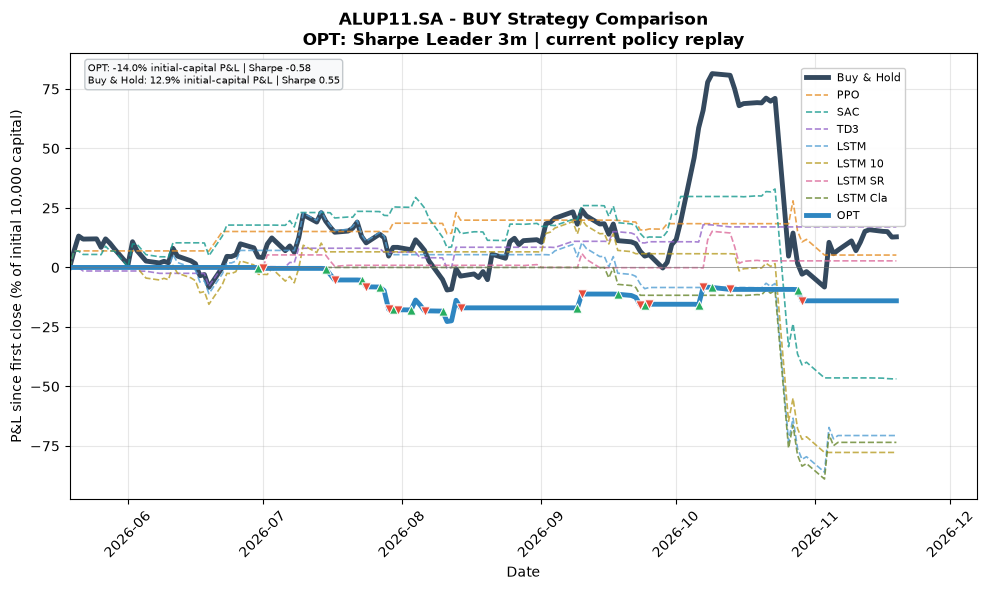 ALUP11.SA - BUY Strategy Comparison
OPT: Sharpe Leader 3m | current policy replay
OPT: -14.0% initial-capital P&L | Sharpe -0.58
Buy & Hold: 12.9% initial-capital P&L | Sharpe 0.55
Buy & Hold
PPO
SAC
TD3
LSTM
LSTM 10
LSTM SR
LSTM Cla
OPT
P&L since first close (% of initial 10,000 capital)
75
50
25
0
−25
−50
−75
2026-06
2026-07
2026-08
2026-09
2026-10
2026-11
2026-12
Date